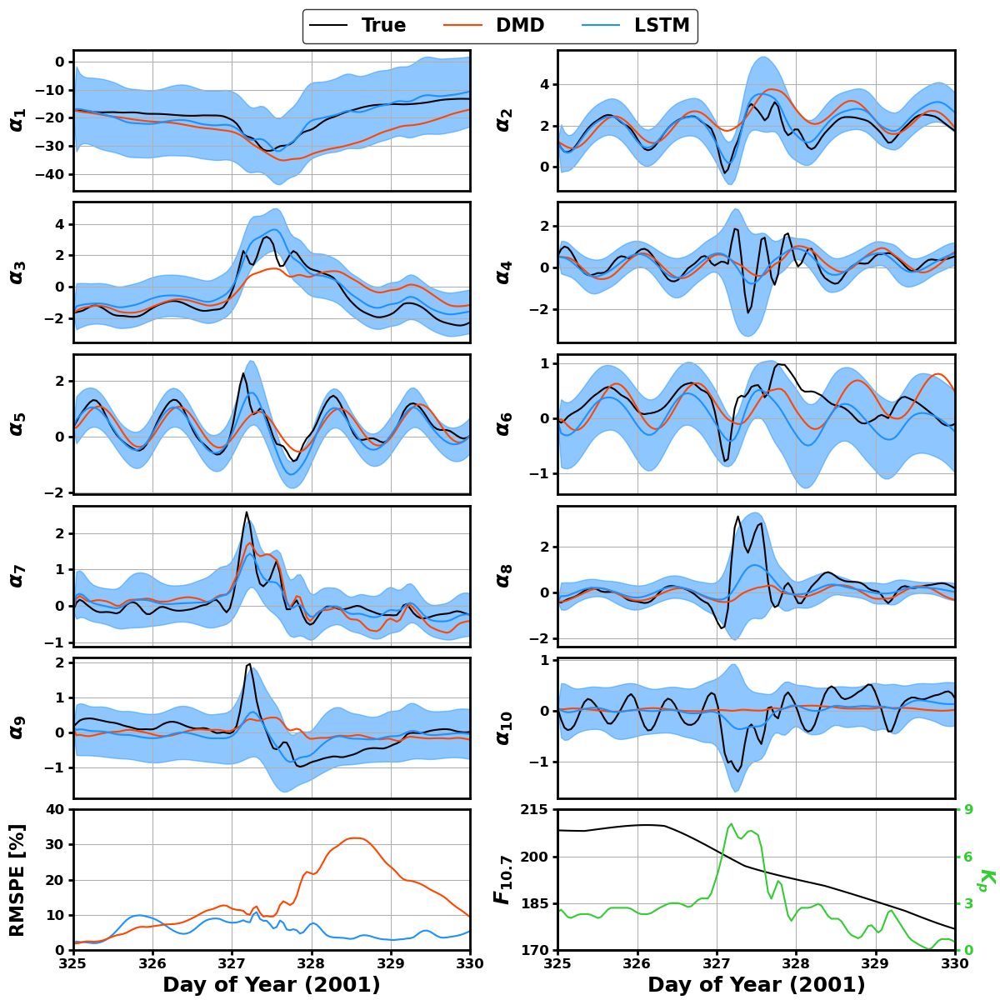 True DMD LSTM
0 −10 −20 −30 −40 α1
4 2 0 α2
4 2 0 −2 α3
2 0 −2 α4
2 0 −2 α5
1 0 −1 α6
2 1 0 −1 α7
2 0 −2 α8
2 1 0 −1 α9
1 0 −1 α10
40 30 20 10 0 RMSPE [%]
215 200 185 170 F10.7
9 6 3 0 Kp
325 326 327 328 329 330
325 326 327 328 329 330
Day of Year (2001)
Day of Year (2001)